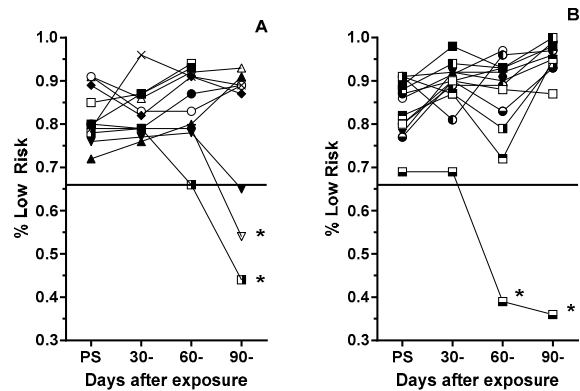 A
% Low Risk
1.0
0.9
0.8
0.7
0.6
0.5
0.4
0.3
*
*
PS 30- 60- 90-
Days after exposure
B
% Low Risk
1.0
0.9
0.8
0.7
0.6
0.5
0.4
0.3
*
*
PS 30- 60- 90-
Days after exposure